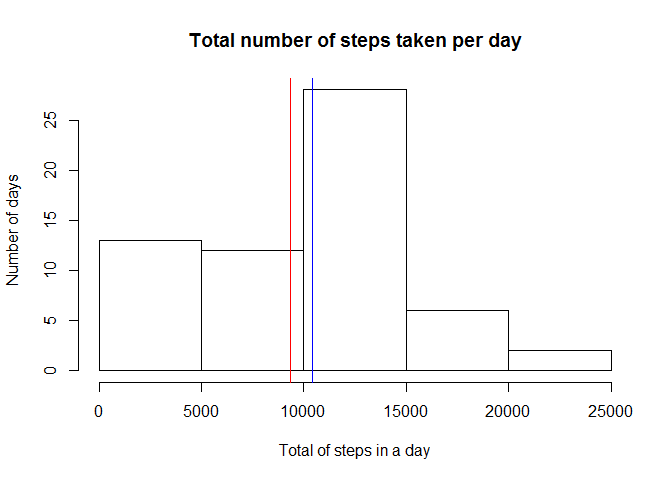 Total number of steps taken per day
Number of days
25
20
15
10
5
0
0 5000 10000 15000 20000 25000
Total of steps in a day